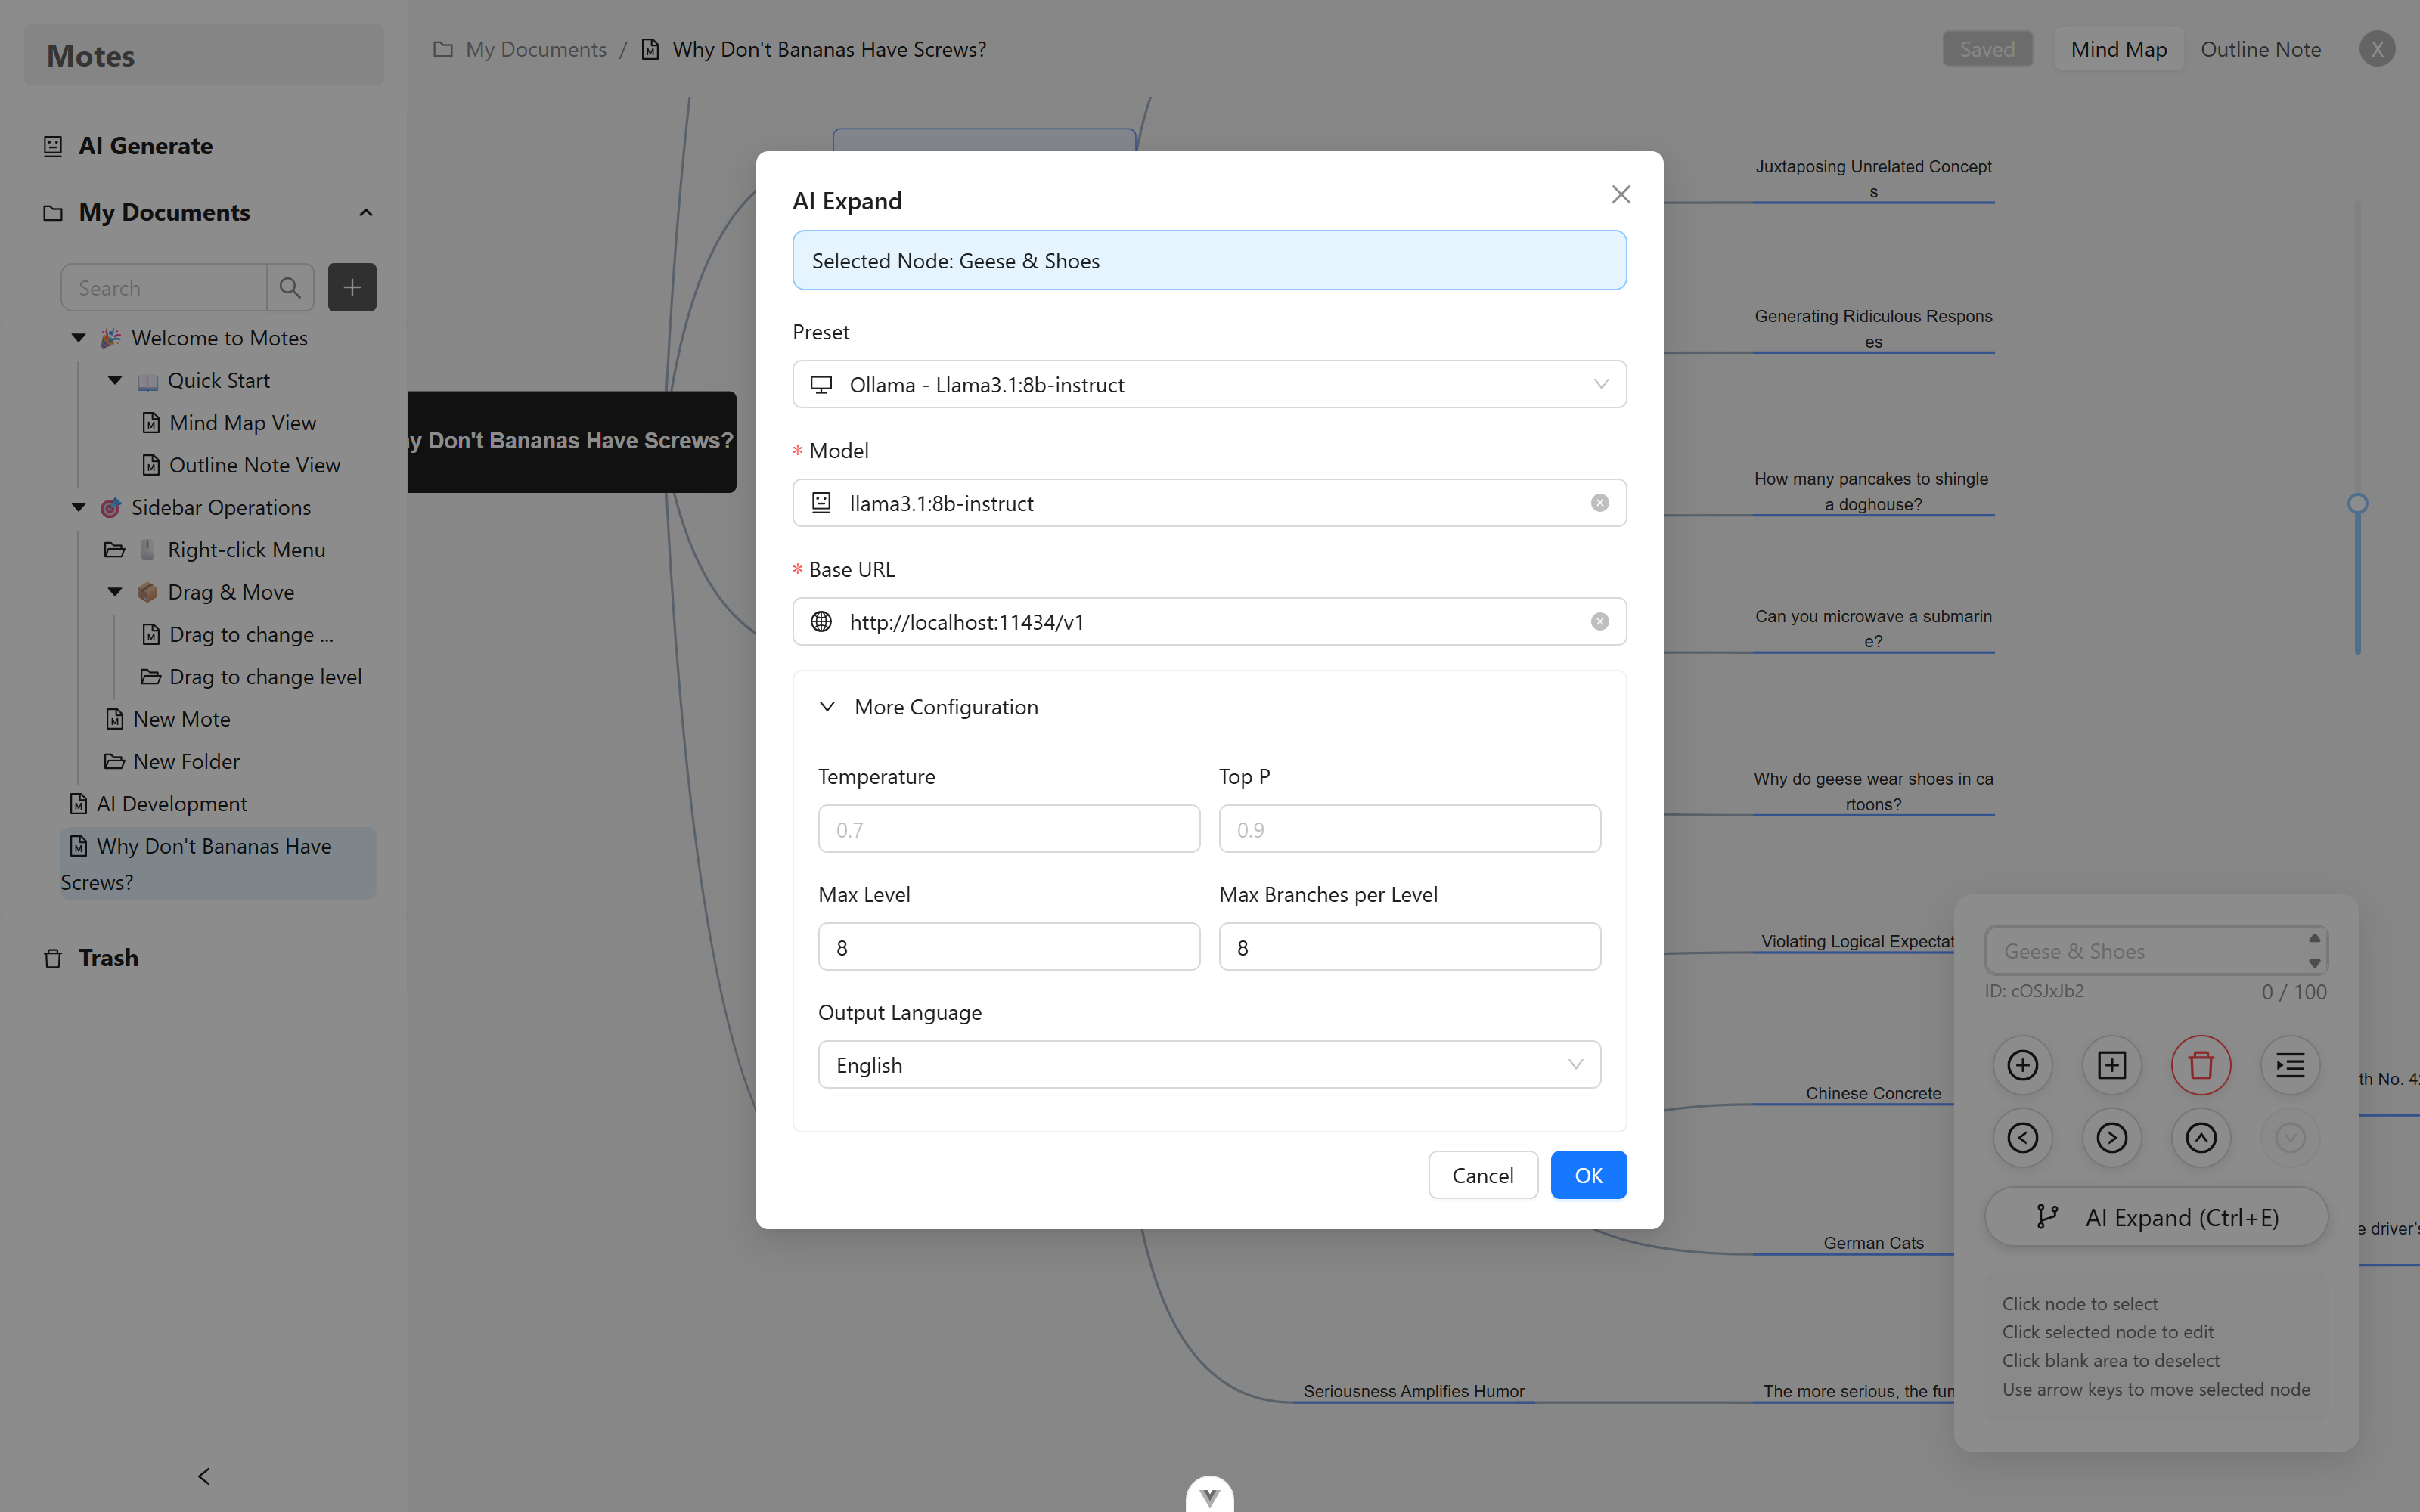 Motes
My Documents / Why Don't Bananas Have Screws?
Saved
Mind Map
Outline Note
X
AI Generate
My Documents
Search
Welcome to Motes
Quick Start
Mind Map View
Outline Note View
Sidebar Operations
Right-click Menu
Drag & Move
Drag to change ...
Drag to change level
New Mote
New Folder
AI Development
Why Don't Bananas Have
Screws?
Trash
y Don't Bananas Have Screws?
AI Expand
Selected Node: Geese & Shoes
Preset
Ollama - Llama3.1:8b-instruct
* Model
llama3.1:8b-instruct
* Base URL
http://localhost:11434/v1
More Configuration
Temperature
Top P
0.7
0.9
Max Level
Max Branches per Level
8
8
Output Language
English
Cancel
OK
Juxtaposing Unrelated Concept
s
Generating Ridiculous Respons
es
How many pancakes to shingle
a doghouse?
Can you microwave a submarin
e?
Why do geese wear shoes in ca
rtoons?
Violating Logical Expectat
Chinese Concrete
th No. 42
German Cats
e driver's
Seriousness Amplifies Humor
The more serious, the fun
Geese & Shoes
ID: cOSJxJb2
0 / 100
AI Expand (Ctrl+E)
Click node to select
Click selected node to edit
Click blank area to deselect
Use arrow keys to move selected node